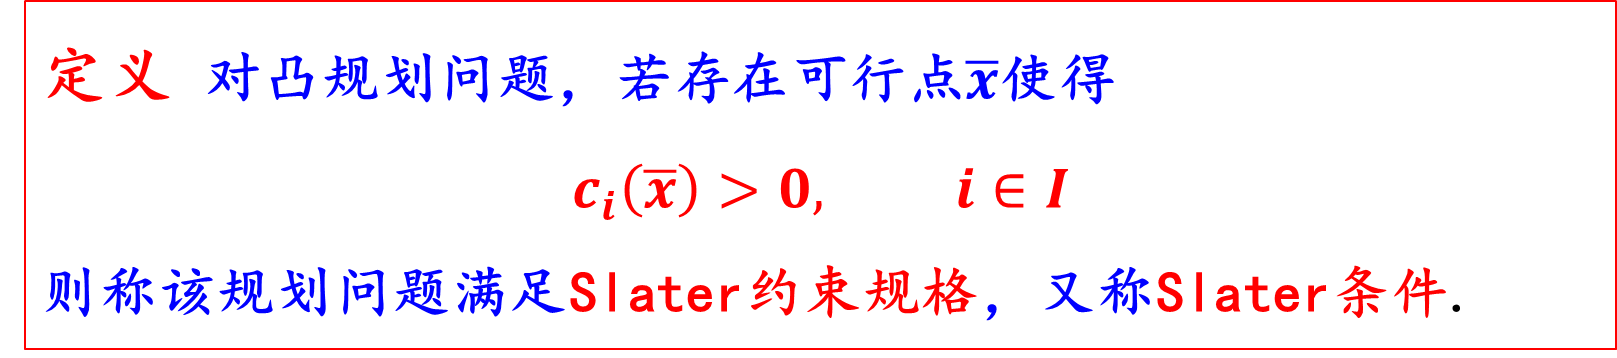 定义 对凸规划问题，若存在可行点x̅使得
cᵢ(x̅) > 0, i ∈ I
则称该规划问题满足Slater约束规格，又称Slater条件.